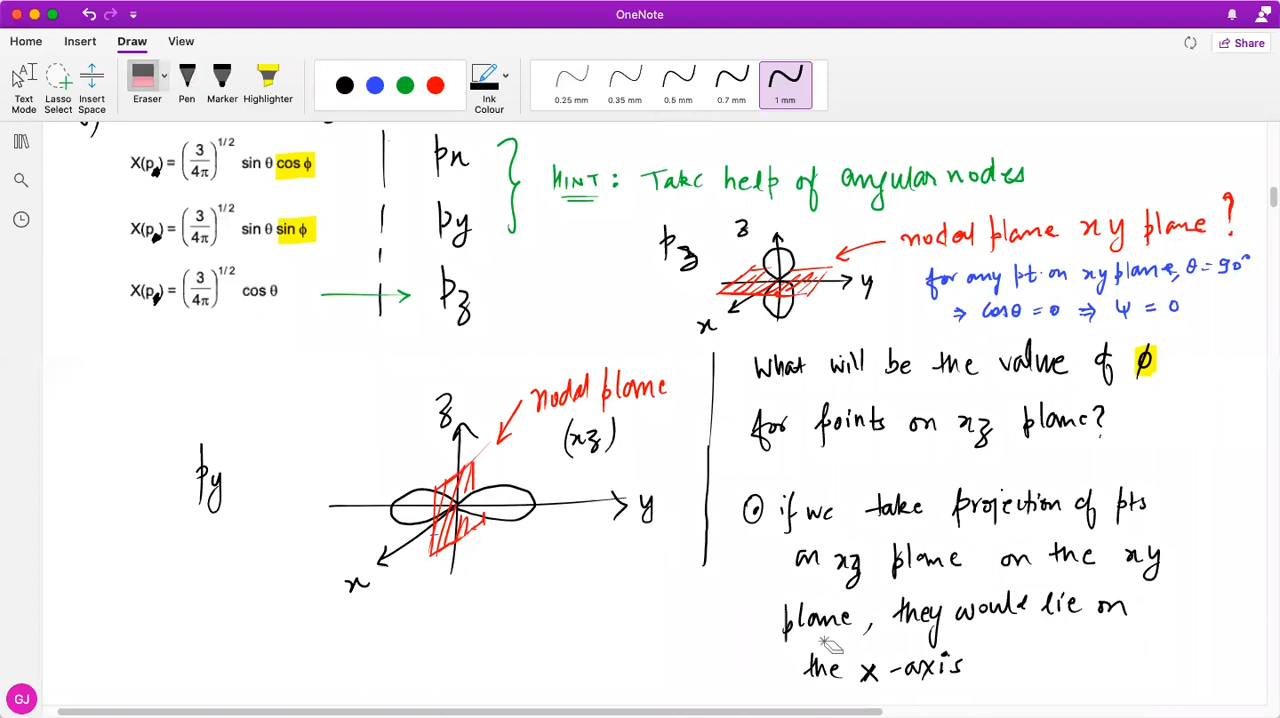 OneNote
Home Insert Draw View
Share
Text Mode
Lasso Select
Insert Space
Eraser
Pen
Marker
Highlighter
Ink Colour
0.25 mm
0.35 mm
0.5 mm
0.7 mm
1 mm
X(p ) = (3/4π)^1/2 sin θ cos ϕ
px
X(p ) = (3/4π)^1/2 sin θ sin ϕ
py
X(p ) = (3/4π)^1/2 cos θ
pz
HINT : Take help of angular nodes
pz
z
y
x
nodal plane xy plane ?
for any pt. on xy plane, θ = 90°
⇒ cosθ = 0 ⇒ Ψ = 0
py
z
y
x
nodal plane
(xz)
What will be the value of ϕ
for points on xz plane?
if we take projection of pts
on xz plane on the xy
plane, they would lie on
the x-axis
GJ